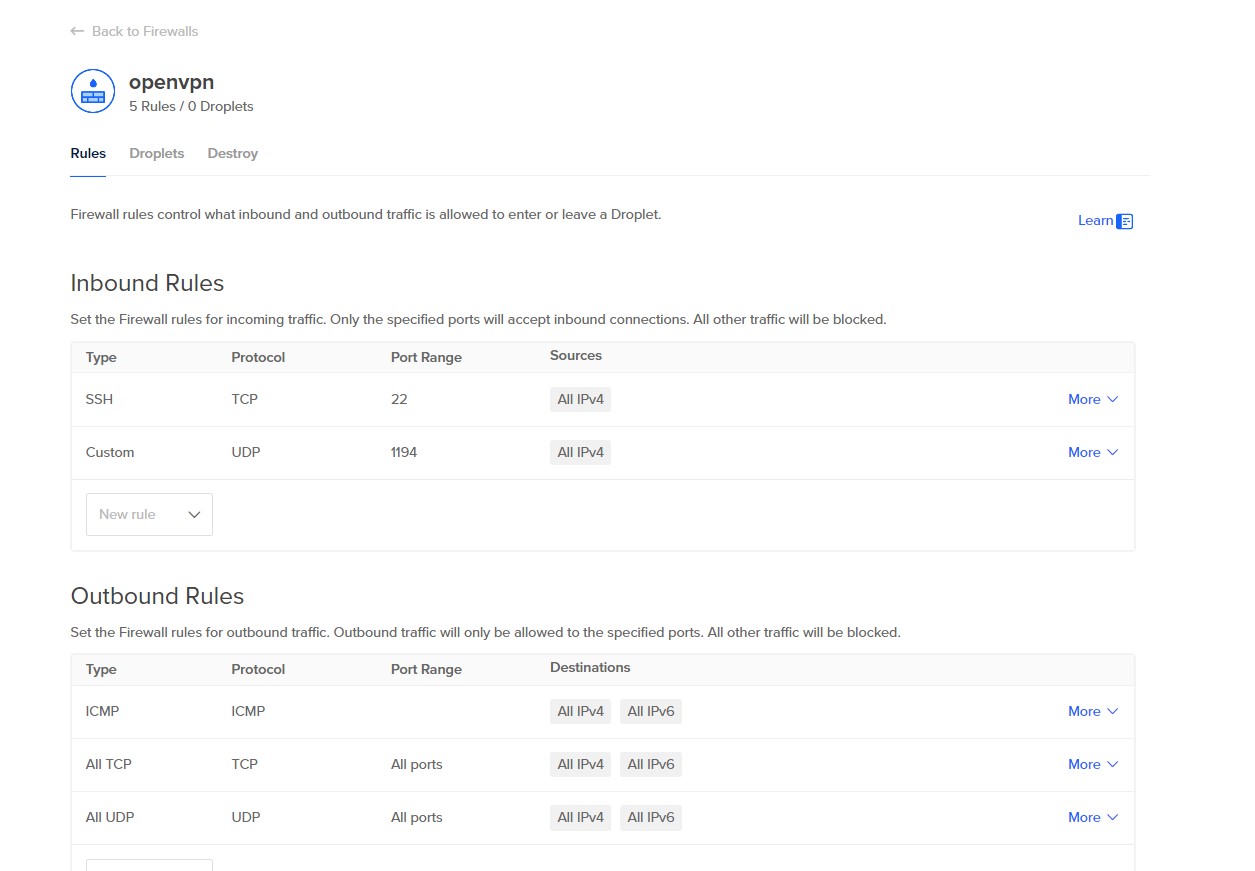 Back to Firewalls
openvpn
5 Rules / 0 Droplets
Rules Droplets Destroy
Firewall rules control what inbound and outbound traffic is allowed to enter or leave a Droplet.
Learn
Inbound Rules
Set the Firewall rules for incoming traffic. Only the specified ports will accept inbound connections. All other traffic will be blocked.
Type Protocol Port Range Sources
SSH TCP 22 All IPv4 More
Custom UDP 1194 All IPv4 More
New rule
Outbound Rules
Set the Firewall rules for outbound traffic. Outbound traffic will only be allowed to the specified ports. All other traffic will be blocked.
Type Protocol Port Range Destinations
ICMP ICMP All IPv4 All IPv6 More
All TCP TCP All ports All IPv4 All IPv6 More
All UDP UDP All ports All IPv4 All IPv6 More